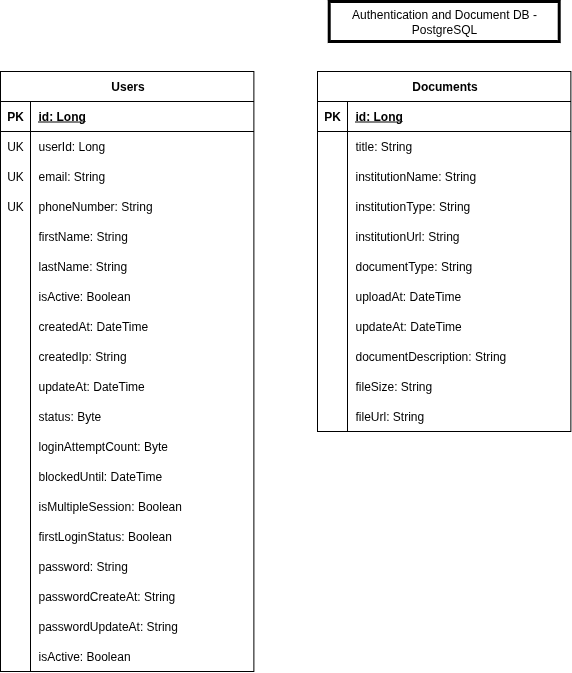 Authentication and Document DB -
PostgreSQL
Users
PK id: Long
UK userId: Long
UK email: String
UK phoneNumber: String
firstName: String
lastName: String
isActive: Boolean
createdAt: DateTime
createdIp: String
updateAt: DateTime
status: Byte
loginAttemptCount: Byte
blockedUntil: DateTime
isMultipleSession: Boolean
firstLoginStatus: Boolean
password: String
passwordCreateAt: String
passwordUpdateAt: String
isActive: Boolean
Documents
PK id: Long
title: String
institutionName: String
institutionType: String
institutionUrl: String
documentType: String
uploadAt: DateTime
updateAt: DateTime
documentDescription: String
fileSize: String
fileUrl: String